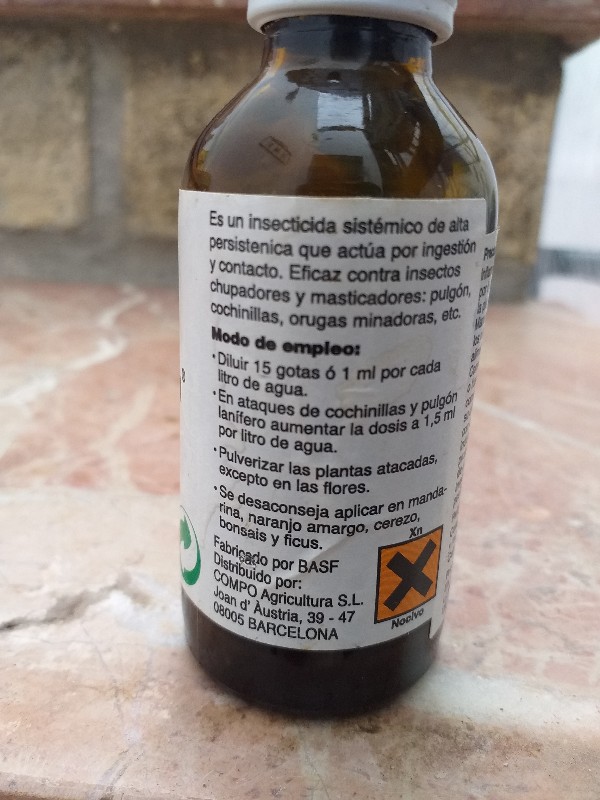 Es un insecticida sistémico de alta
persistenica que actúa por ingestión
y contacto. Eficaz contra insectos
chupadores y masticadores: pulgón,
cochinillas, orugas minadoras, etc.
Modo de empleo:
•Diluir 15 gotas ó 1 ml por cada
litro de agua.
•En ataques de cochinillas y pulgón
lanífero aumentar la dosis a 1,5 ml
por litro de agua.
•Pulverizar las plantas atacadas,
excepto en las flores.
•Se desaconseja aplicar en manda-
rina, naranjo amargo, cerezo,
bonsais y ficus.
Fabricado por BASF
Distribuido por:
COMPO Agricultura S.L.
Joan d' Àustria, 39 - 47
08005 BARCELONA
Xn
Nocivo